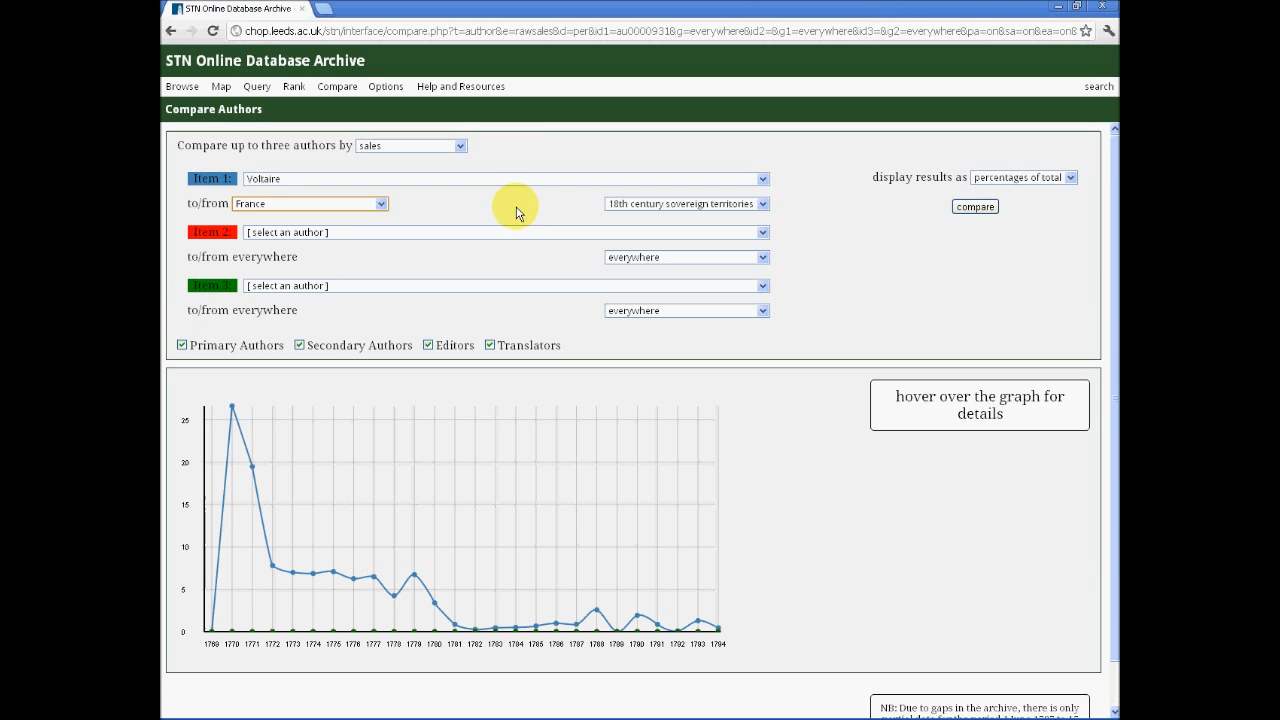 STN Online Database Archive
chop.leeds.ac.uk/stn/interface/compare.php?t=author&e=rawsales&d=per&id1=au0000931&g=everywhere&id2=&g1=everywhere&id3=&g2=everywhere&pa=on&sa=on&ea=on&
STN Online Database Archive
Browse Map Query Rank Compare Options Help and Resources search
Compare Authors
Compare up to three authors by sales
Item 1: Voltaire display results as percentages of total
to/from France 18th century sovereign territories compare
Item 2: [ select an author ]
to/from everywhere everywhere
Item 3: [ select an author ]
to/from everywhere everywhere
Primary Authors Secondary Authors Editors Translators
hover over the graph for
details
25
20
15
10
5
0
1769 1770 1771 1772 1773 1774 1775 1776 1777 1778 1779 1780 1781 1782 1783 1784 1785 1786 1787 1788 1789 1790 1791 1792 1793 1794
NB: Due to gaps in the archive, there is only